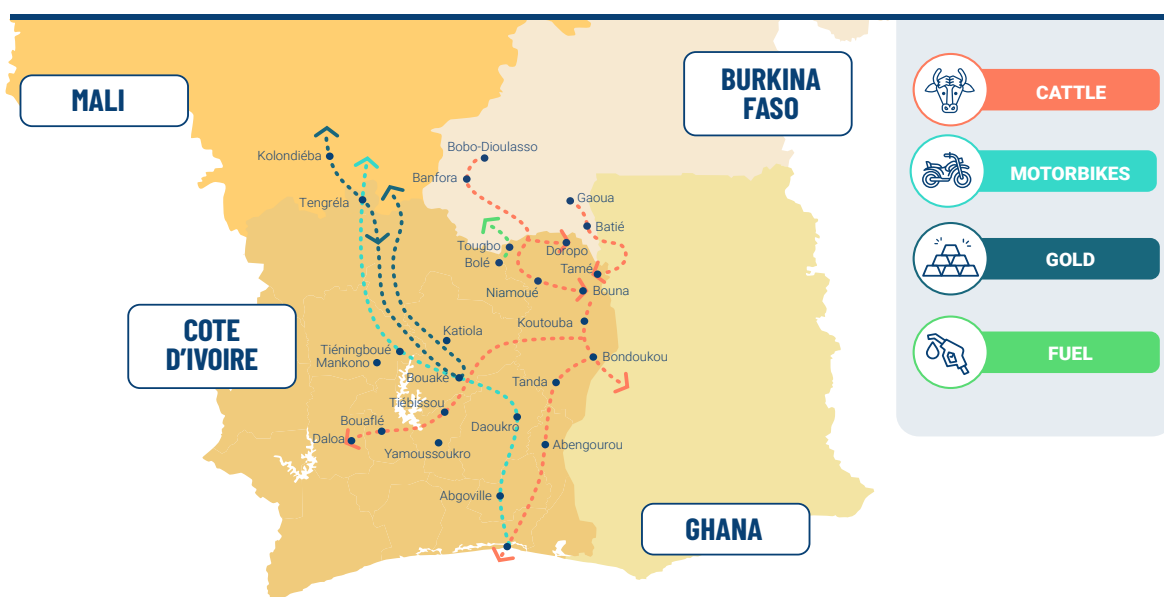 MALI
BURKINA
FASO
CATTLE
MOTORBIKES
GOLD
FUEL
Kolondiéba
Bobo-Dioulasso
Banfora
Tengréla
Gaoua
Batié
Tougbo
Doropo
Bolé
Tamé
Niamoué
Bouna
COTE
D'IVOIRE
Koutouba
Katiola
Tiéningboué
Mankono
Bondoukou
Bouaké
Tanda
Tiébissou
Bouaflé
Daoukro
Daloa
Yamoussoukro
Abengourou
Abgoville
GHANA